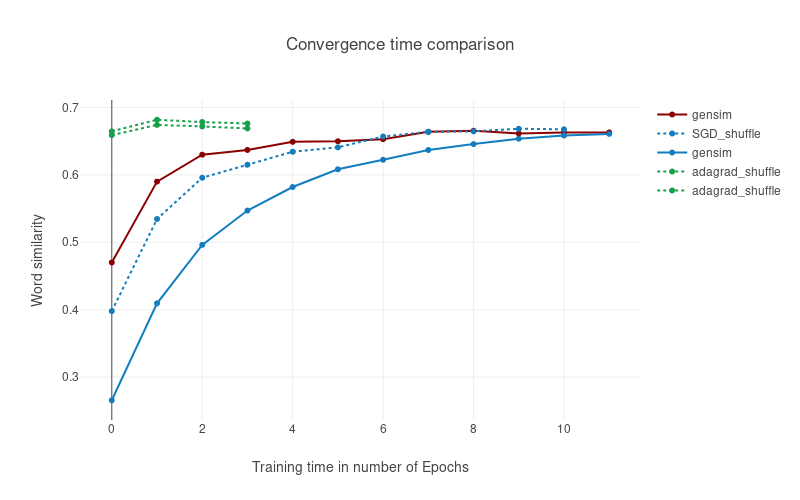 Convergence time comparison
Word similarity
0.7
0.6
0.5
0.4
0.3
0
2
4
6
8
10
Training time in number of Epochs
gensim
SGD_shuffle
gensim
adagrad_shuffle
adagrad_shuffle